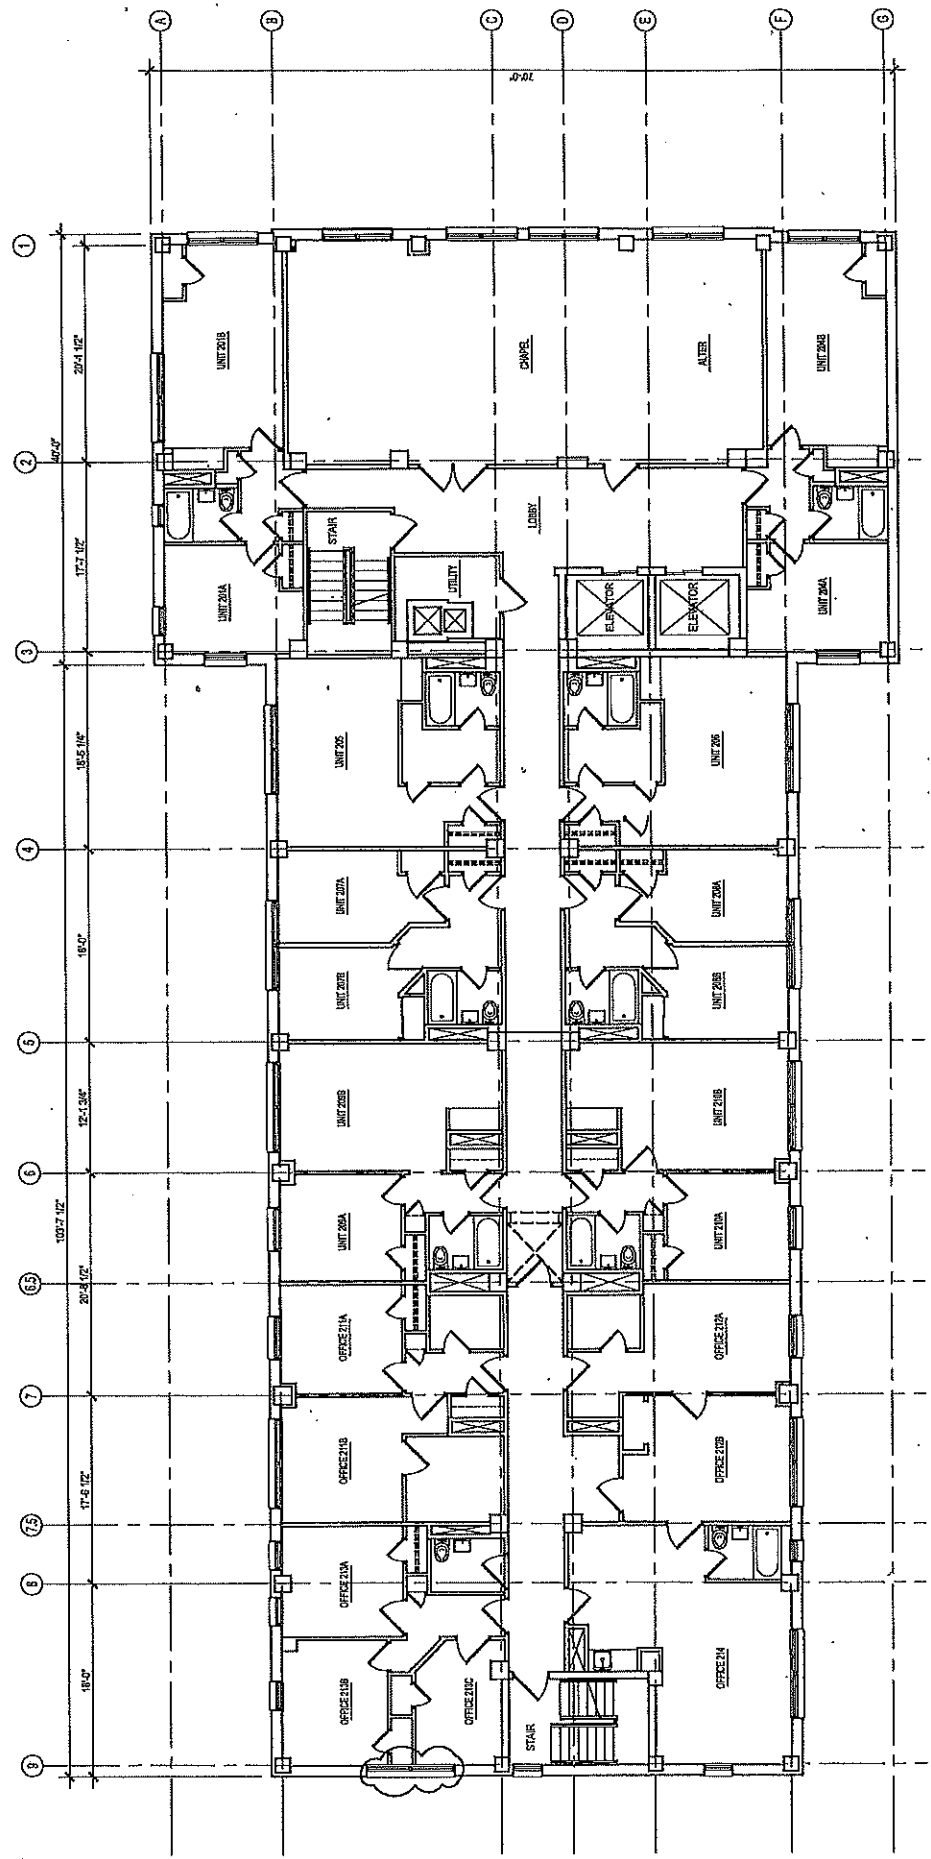 A
B
C
D
E
F
G
70'-0"
1
2
3
4
5
6
6.5
7
7.5
8
9
40'-0"
20'-4 1/2"
17'-7 1/2"
103'-7 1/2"
18'-0"
12'-1 3/4"
20'-8 1/2"
17'-6 1/2"
18'-0"
UNIT 201B
CHAPEL
ALTER
UNIT 204B
STAIR
LOBBY
UNIT 201A
UTILITY
ELEVATOR
ELEVATOR
UNIT 204A
UNIT 205
UNIT 206
UNIT 207A
UNIT 208A
UNIT 207B
UNIT 208B
UNIT 209B
UNIT 210B
UNIT 209A
UNIT 210A
OFFICE 211A
OFFICE 212A
OFFICE 211B
OFFICE 212B
OFFICE 213A
OFFICE 213B
OFFICE 213C
STAIR
OFFICE 214